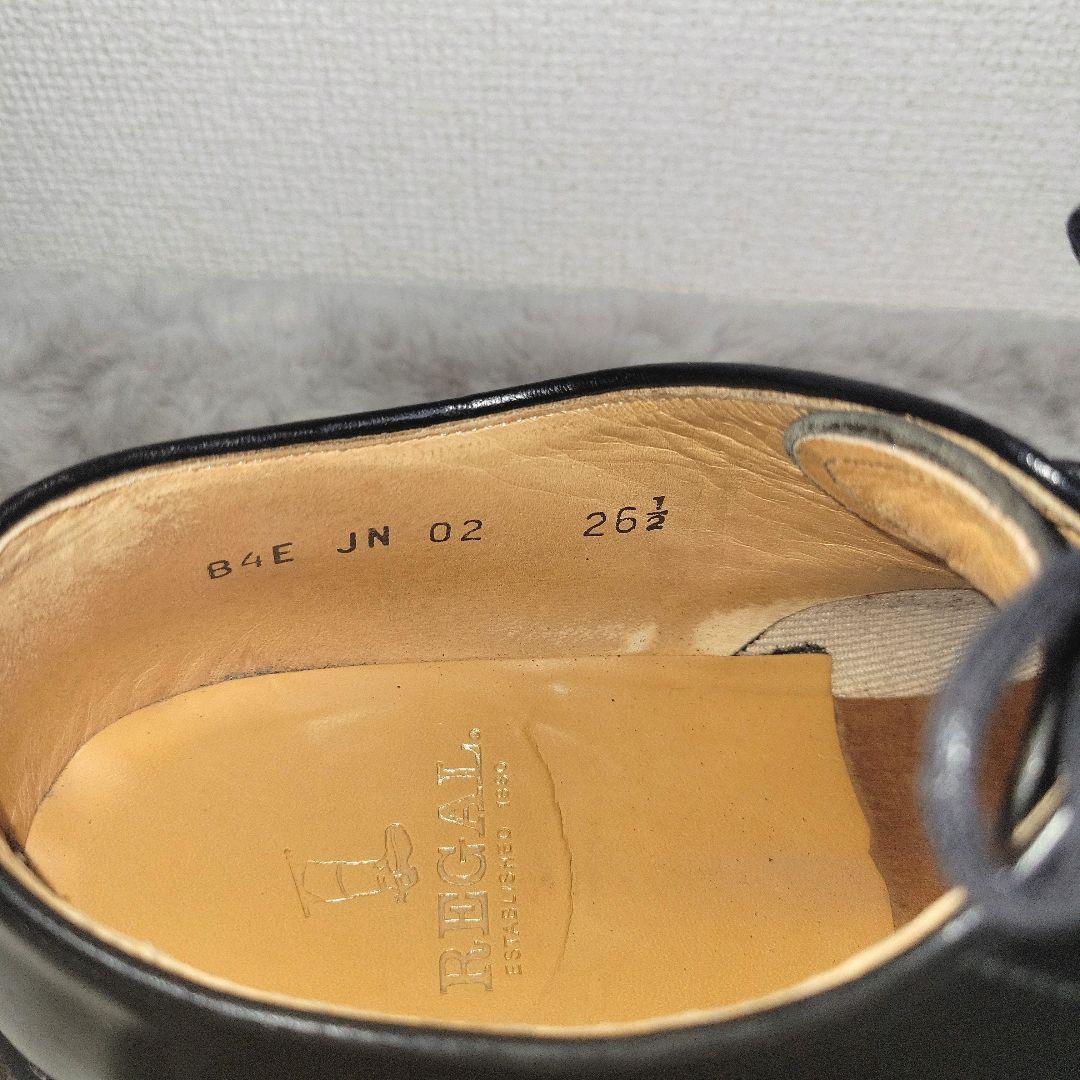 B4E JN 02 26½
REGAL.
ESTABLISHED 1880